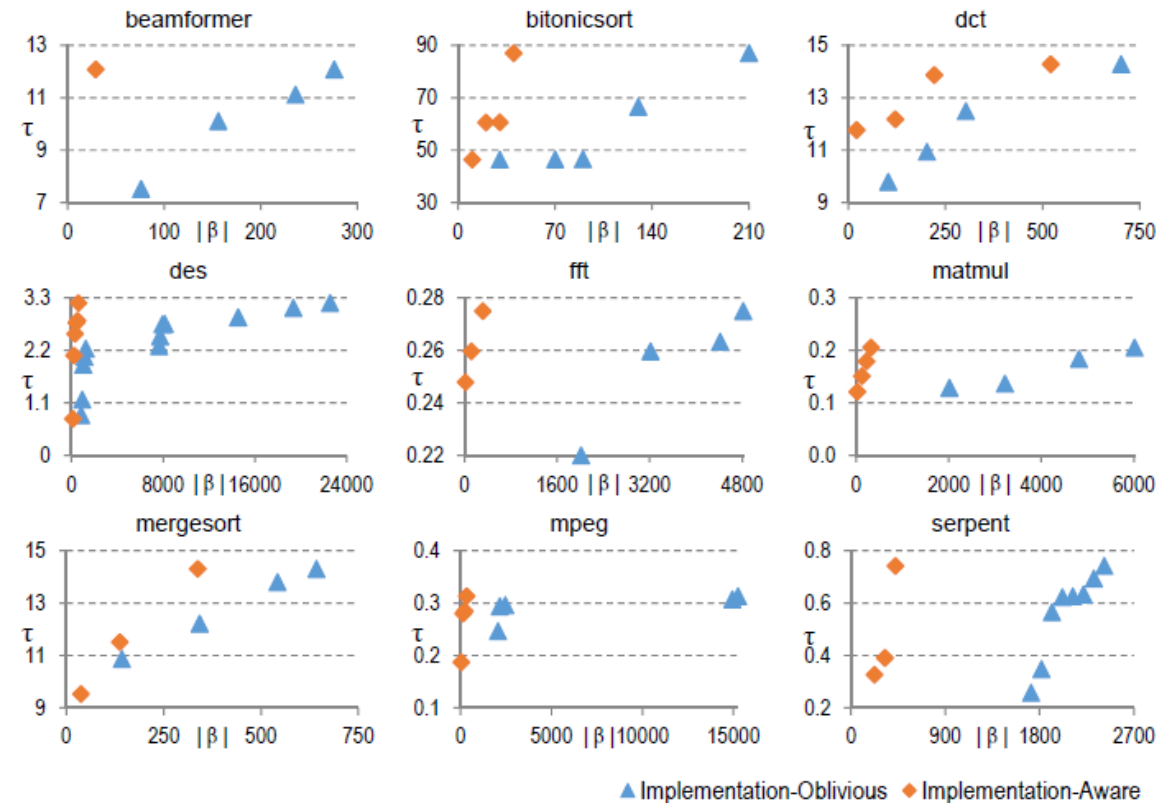 beamformer
13
11
τ
9
7
0 100 |β| 200 300
bitonicsort
90
70
τ
50
30
0 70 |β| 140 210
dct
15
13
τ
11
9
0 250 |β| 500 750
des
3.3
2.2
τ
1.1
0
0 8000 |β| 16000 24000
fft
0.28
0.26
τ
0.24
0.22
0 1600 |β| 3200 4800
matmul
0.3
0.2
τ
0.1
0.0
0 2000 |β| 4000 6000
mergesort
15
13
τ
11
9
0 250 |β| 500 750
mpeg
0.4
0.3
τ
0.2
0.1
0 5000 |β| 10000 15000
serpent
0.8
0.6
τ
0.4
0.2
0 900 |β| 1800 2700
Implementation-Oblivious Implementation-Aware